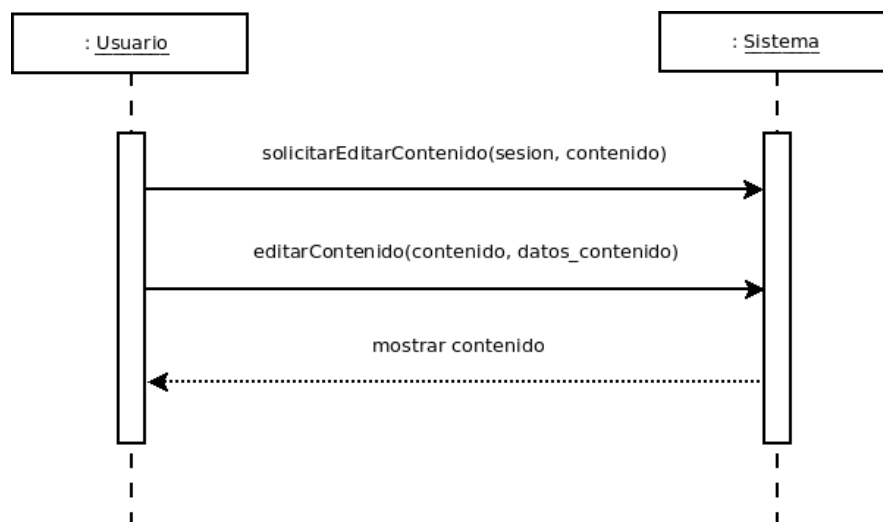 : Usuario
: Sistema
solicitarEditarContenido(sesion, contenido)
editarContenido(contenido, datos_contenido)
mostrar contenido